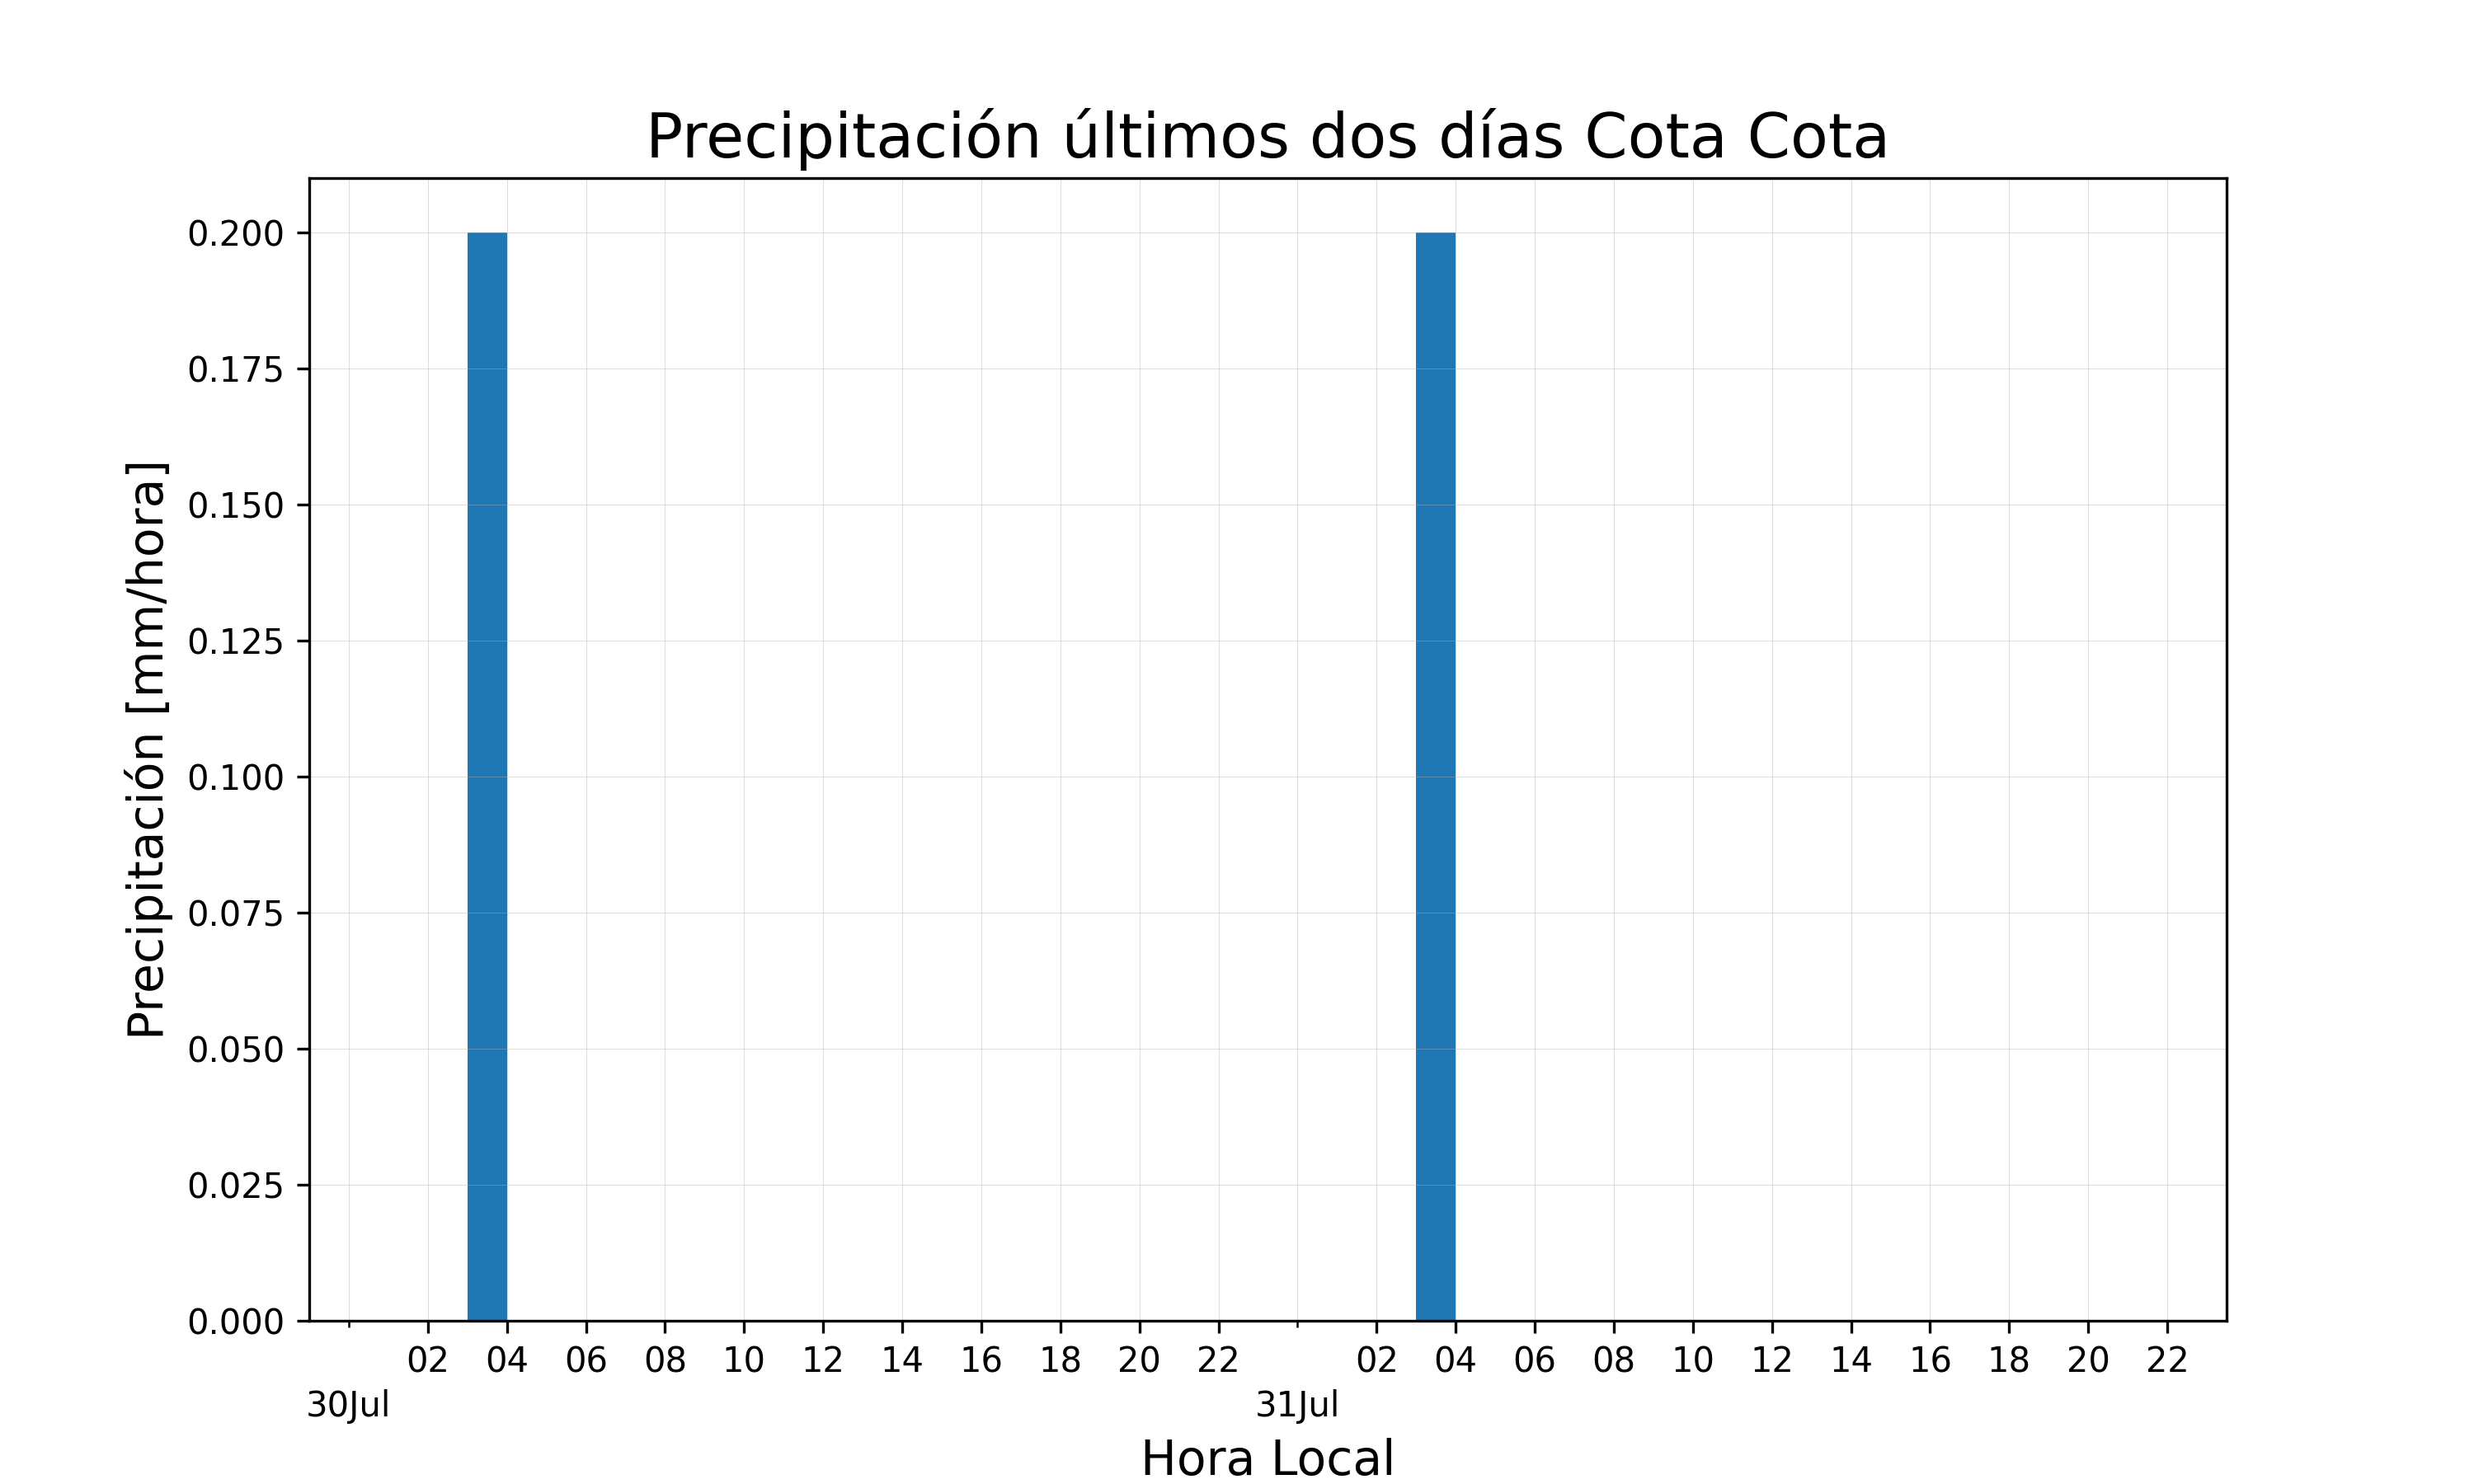 Precipitación últimos dos días Cota Cota
Precipitación [mm/hora]
0.200
0.175
0.150
0.125
0.100
0.075
0.050
0.025
0.000
02 04 06 08 10 12 14 16 18 20 22 02 04 06 08 10 12 14 16 18 20 22
30Jul 31Jul
Hora Local